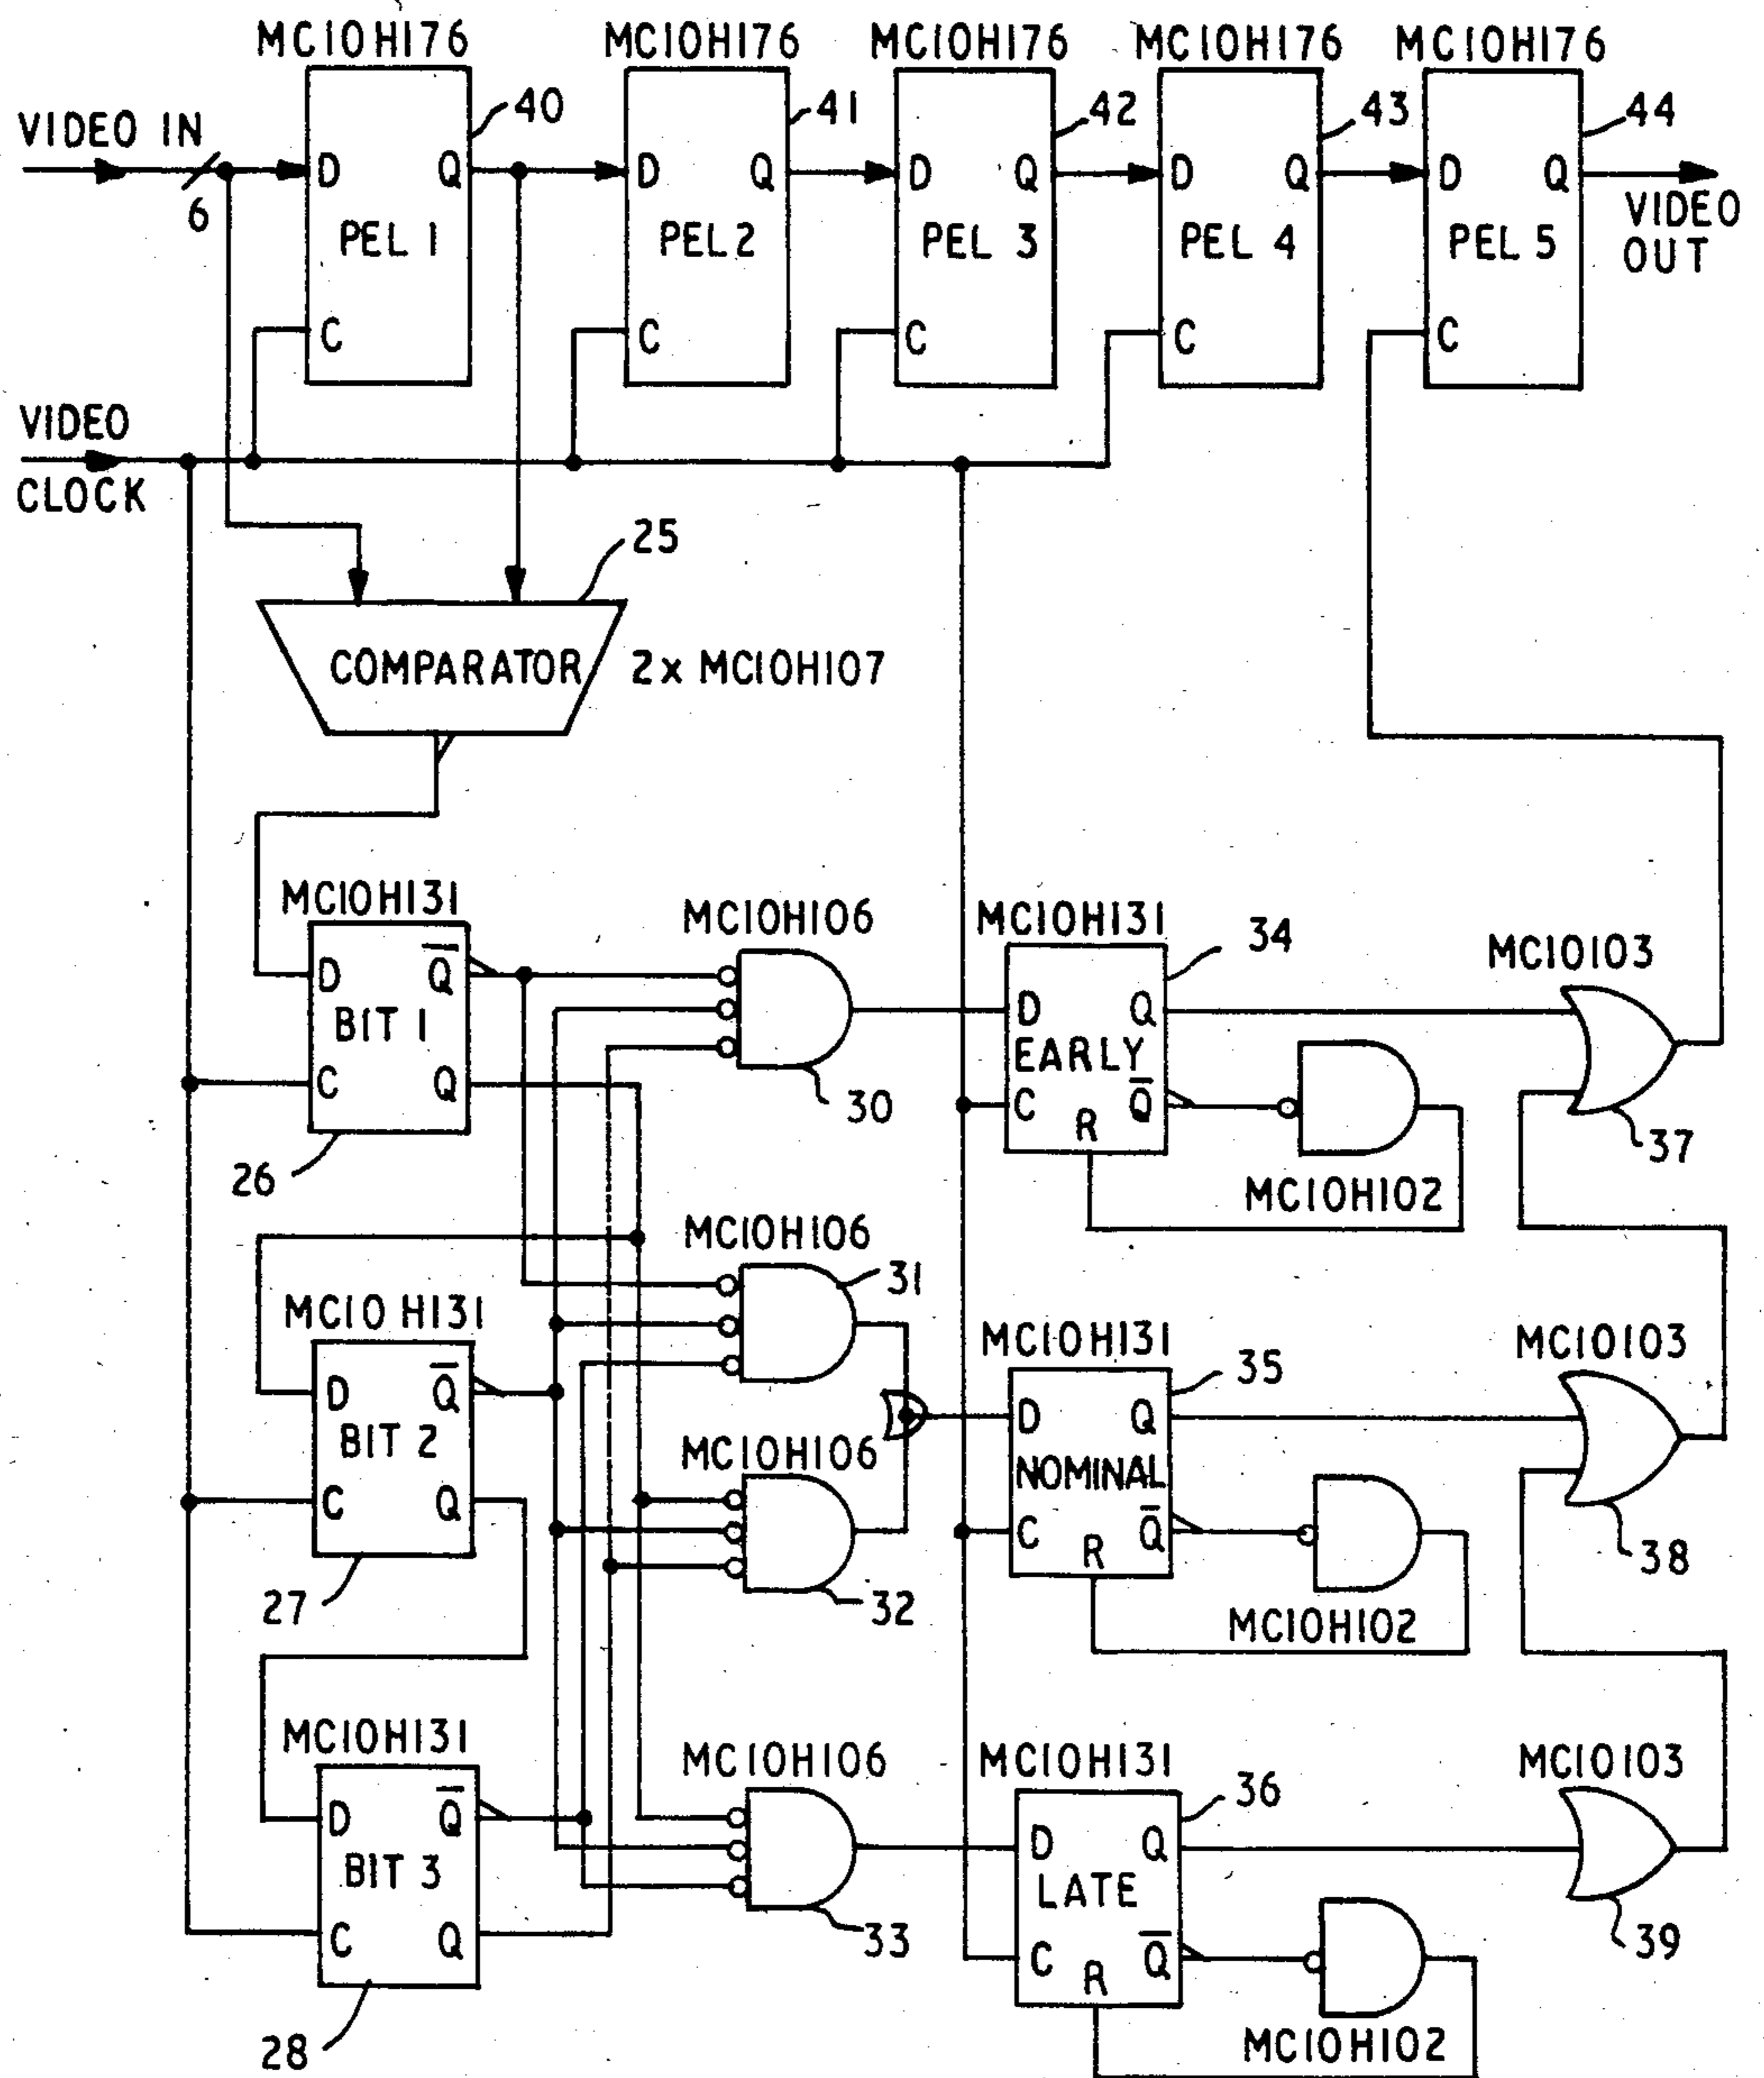 MC10H176 MC10H176 MC10H176 MC10H176 MC10H176
40 41 42 43 44
VIDEO IN
6
D Q D Q D Q D Q D Q
PEL 1 PEL 2 PEL 3 PEL 4 PEL 5
VIDEO
OUT
C C C C C
VIDEO
CLOCK
25
COMPARATOR 2x MC10H107
MC10H131
D Q̅
BIT 1
C Q
26
MC10H106
30
MC10H131
34
D Q
EARLY
C R Q̅
MC10H102
MC10103
37
MC10H106
31
MC10 H131
D Q̅
BIT 2
C Q
27
MC10H106
32
MC10H131
35
D Q
NOMINAL
C R Q̅
MC10H102
MC10103
38
MC10H131
D Q̅
BIT 3
C Q
28
MC10H106
33
MC10H131
36
D Q
LATE
C R Q̅
MC10H102
MC10103
39